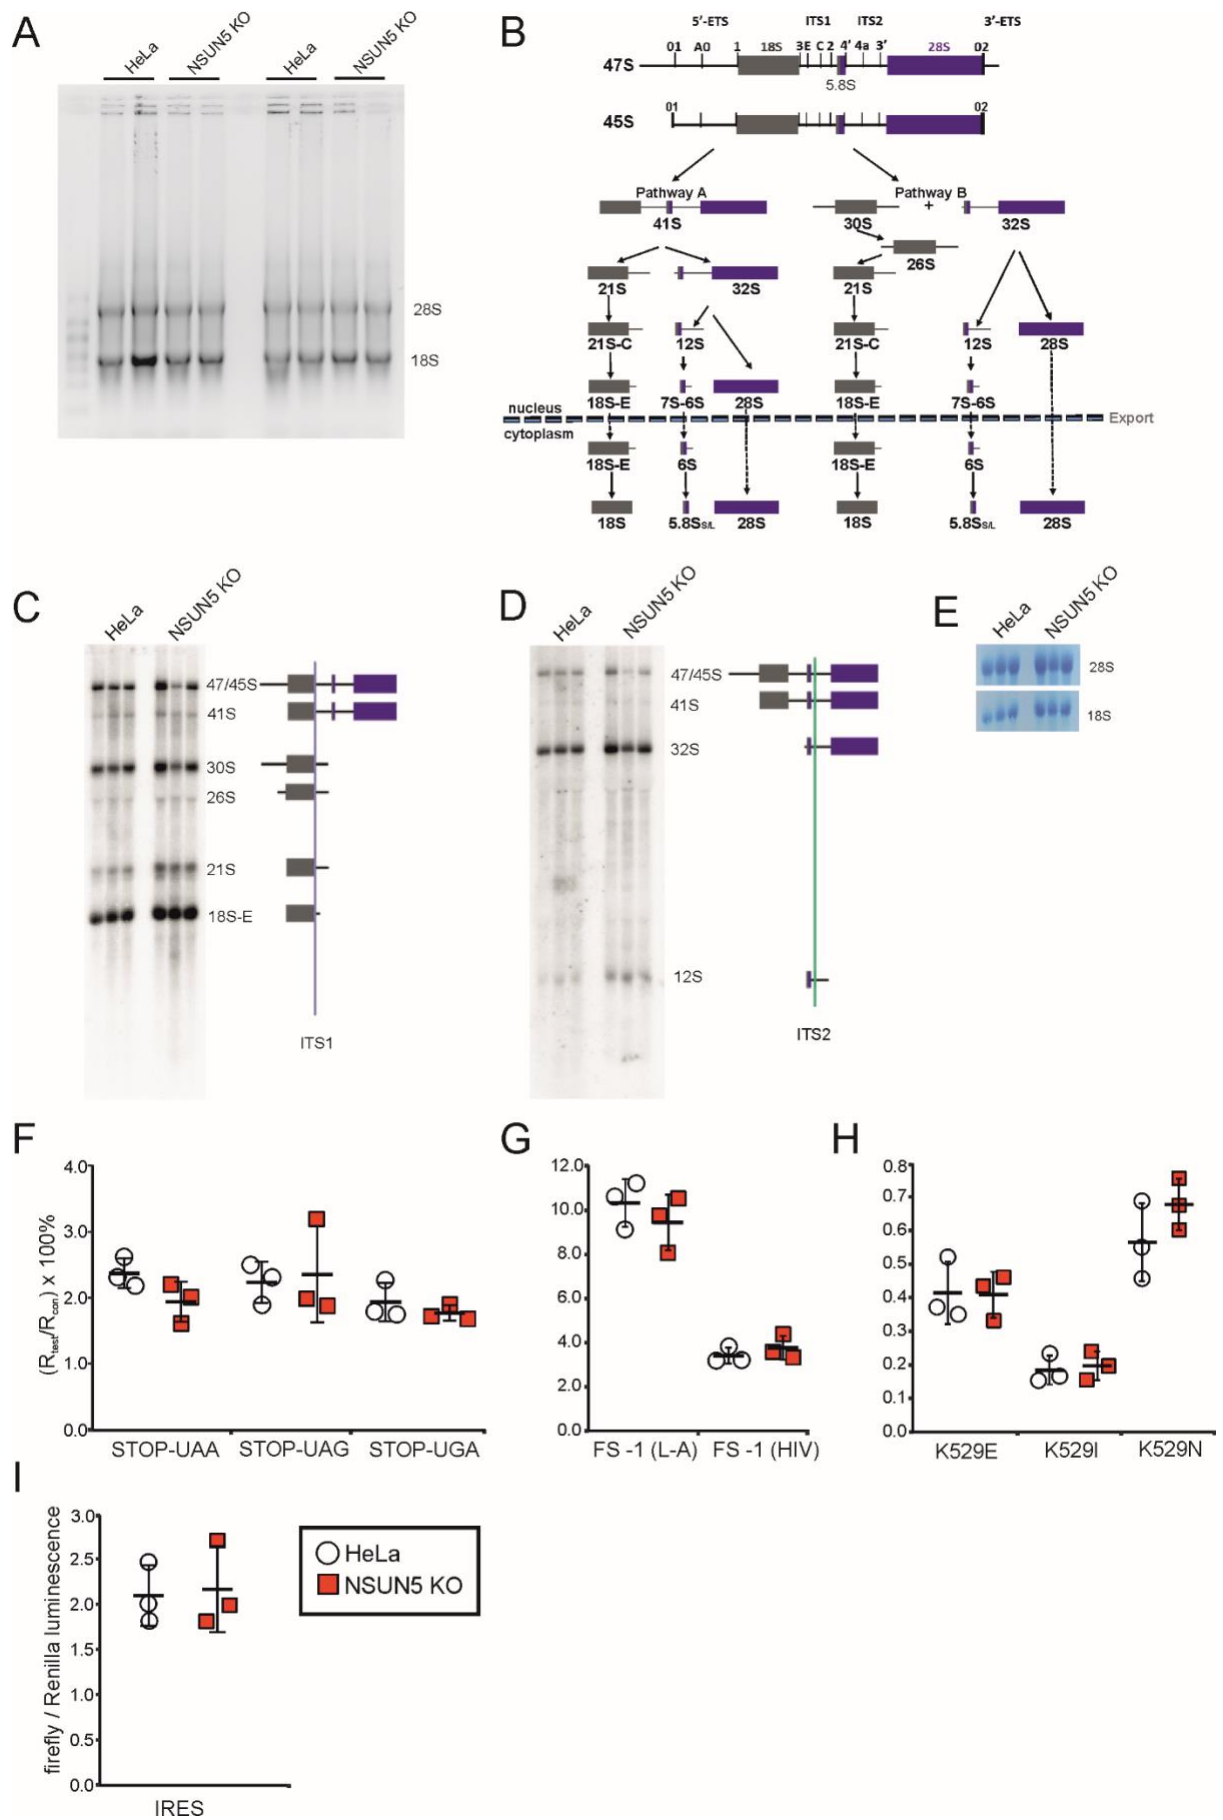 A
HeLa
NSUN5 KO
HeLa
NSUN5 KO
28S
18S
B
5′-ETS ITS1 ITS2 3′-ETS
01 A0 1 18S 3E C 2 4′ 4a 3′ 28S 02
47S
5.8S
01 02
45S
Pathway A Pathway B
+
41S 30S 32S
26S
21S 32S 21S
21S-C 12S 21S-C 12S 28S
18S-E 7S-6S 28S 18S-E 7S-6S
nucleus
Export
cytoplasm
18S-E 6S 18S-E 6S
18S 5.8SS/L 28S 18S 5.8SS/L 28S
C
HeLa
NSUN5 KO
47/45S
41S
30S
26S
21S
18S-E
ITS1
D
HeLa
NSUN5 KO
47/45S
41S
32S
12S
ITS2
E
HeLa
NSUN5 KO
28S
18S
F
(Rtest/Rcon) x 100%
4.0
3.0
2.0
1.0
0.0
STOP-UAA STOP-UAG STOP-UGA
G
12.0
10.0
8.0
6.0
4.0
2.0
0.0
FS -1 (L-A) FS -1 (HIV)
H
0.8
0.7
0.6
0.5
0.4
0.3
0.2
0.1
0.0
K529E K529I K529N
I
firefly / Renilla luminescence
3.0
2.5
2.0
1.5
1.0
0.5
0.0
IRES
HeLa
NSUN5 KO